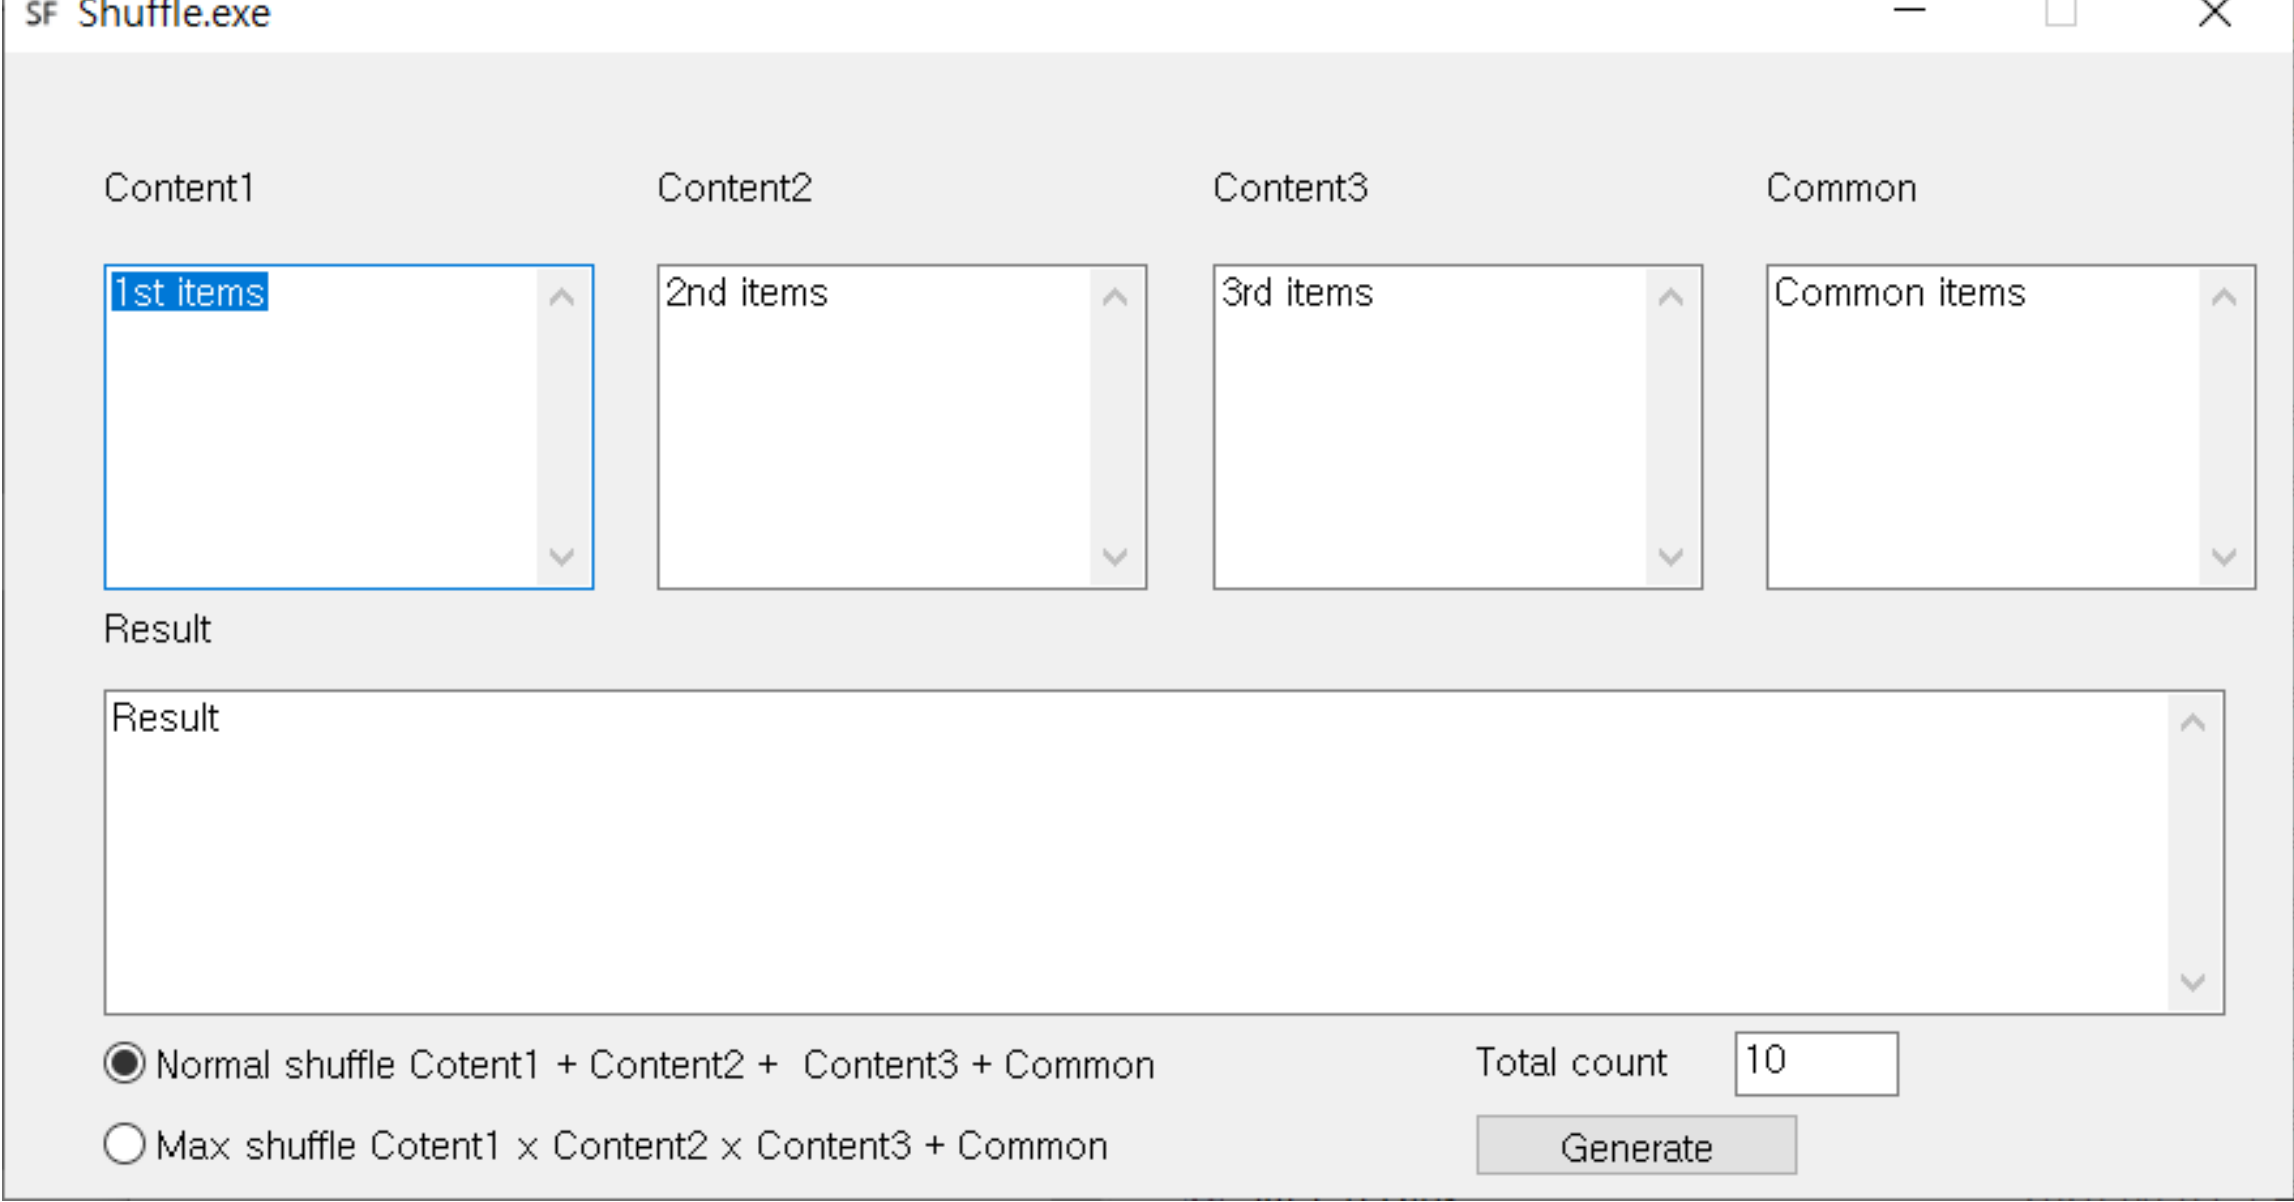 SF Shuffle.exe
Content1 Content2 Content3 Common
1st items 2nd items 3rd items Common items
Result
Result
Normal shuffle Cotent1 + Content2 + Content3 + Common
Total count 10
Max shuffle Cotent1 x Content2 x Content3 + Common
Generate